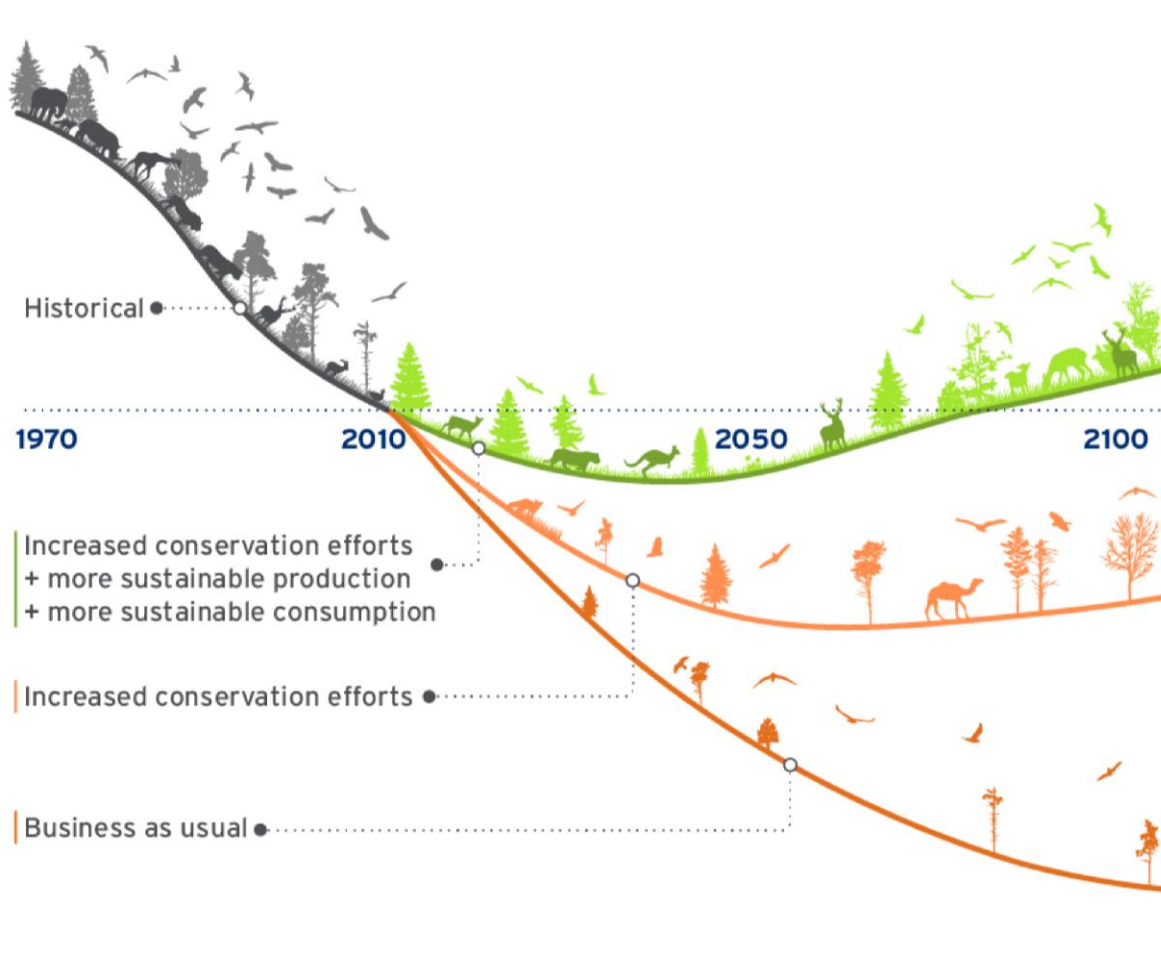 Historical
1970 2010 2050 2100
Increased conservation efforts
+ more sustainable production
+ more sustainable consumption
Increased conservation efforts
Business as usual